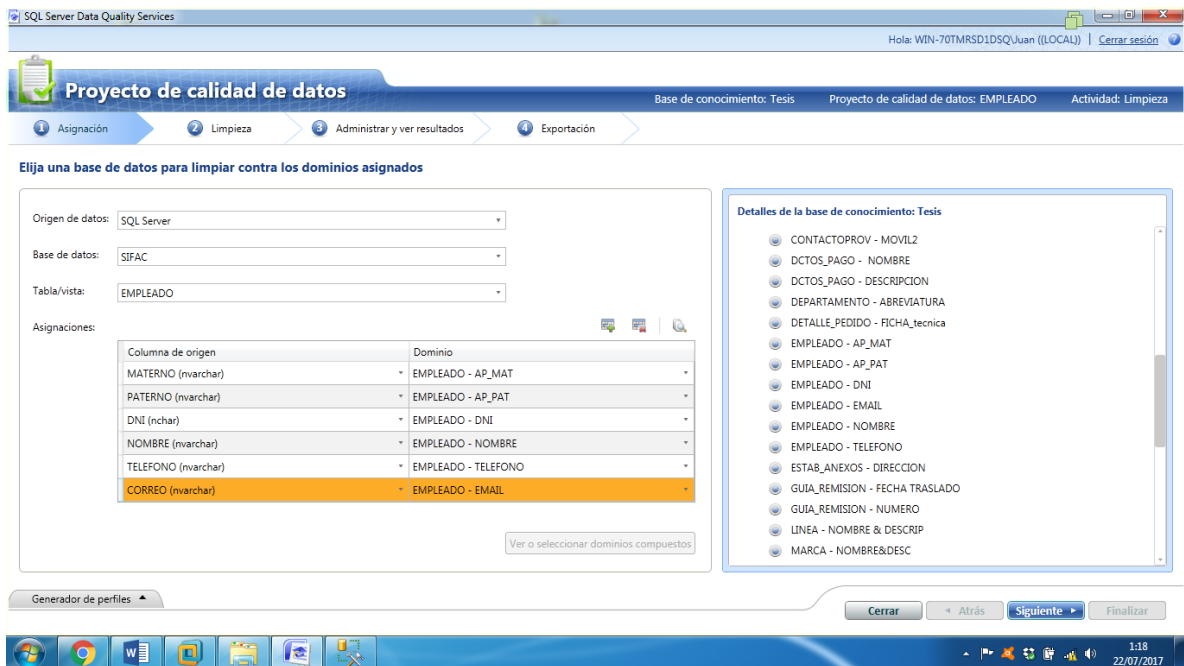 SQL Server Data Quality Services
Hola: WIN-70TMRSD1DSQ\Juan ((LOCAL)) | Cerrar sesión
Proyecto de calidad de datos
Base de conocimiento: Tesis Proyecto de calidad de datos: EMPLEADO Actividad: Limpieza
1 Asignación 2 Limpieza 3 Administrar y ver resultados 4 Exportación
Elija una base de datos para limpiar contra los dominios asignados
Origen de datos: SQL Server
Base de datos: SIFAC
Tabla/vista: EMPLEADO
Asignaciones:
Columna de origen Dominio
MATERNO (nvarchar) EMPLEADO - AP_MAT
PATERNO (nvarchar) EMPLEADO - AP_PAT
DNI (nchar) EMPLEADO - DNI
NOMBRE (nvarchar) EMPLEADO - NOMBRE
TELEFONO (nvarchar) EMPLEADO - TELEFONO
CORREO (nvarchar) EMPLEADO - EMAIL
Ver o seleccionar dominios compuestos
Detalles de la base de conocimiento: Tesis
CONTACTOPROV - MOVIL2
DCTOS_PAGO - NOMBRE
DCTOS_PAGO - DESCRIPCION
DEPARTAMENTO - ABREVIATURA
DETALLE_PEDIDO - FICHA_tecnica
EMPLEADO - AP_MAT
EMPLEADO - AP_PAT
EMPLEADO - DNI
EMPLEADO - EMAIL
EMPLEADO - NOMBRE
EMPLEADO - TELEFONO
ESTAB_ANEXOS - DIRECCION
GUIA_REMISION - FECHA TRASLADO
GUIA_REMISION - NUMERO
LINEA - NOMBRE & DESCRIP
MARCA - NOMBRE&DESC
Generador de perfiles
Cerrar Atrás Siguiente Finalizar
1:18
22/07/2017